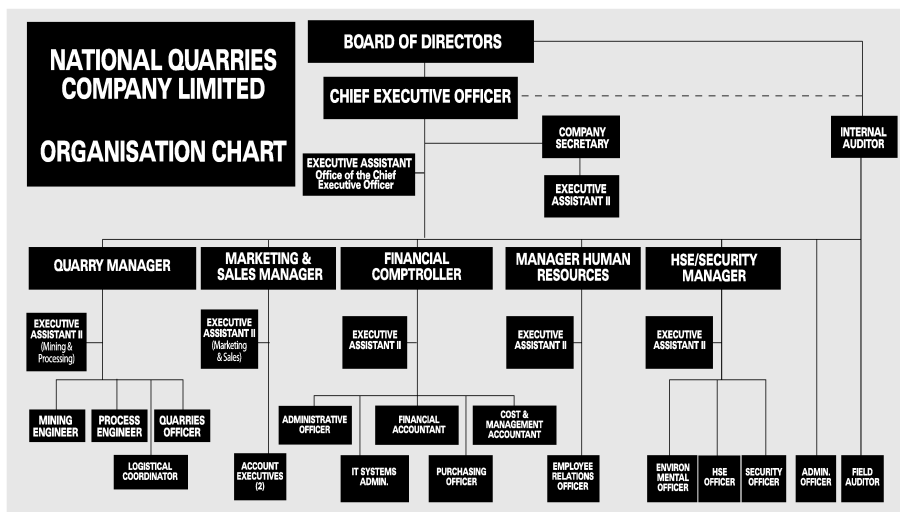 NATIONAL QUARRIES
COMPANY LIMITED
ORGANISATION CHART
BOARD OF DIRECTORS
CHIEF EXECUTIVE OFFICER
COMPANY
SECRETARY
INTERNAL
AUDITOR
EXECUTIVE ASSISTANT
Office of the Chief
Executive Officer
EXECUTIVE
ASSISTANT II
QUARRY MANAGER
MARKETING &
SALES MANAGER
FINANCIAL
COMPTROLLER
MANAGER HUMAN
RESOURCES
HSE/SECURITY
MANAGER
EXECUTIVE
ASSISTANT II
(Mining &
Processing)
EXECUTIVE
ASSISTANT II
(Marketing
& Sales)
EXECUTIVE
ASSISTANT II
EXECUTIVE
ASSISTANT II
EXECUTIVE
ASSISTANT II
MINING
ENGINEER
PROCESS
ENGINEER
QUARRIES
OFFICER
ADMINISTRATIVE
OFFICER
FINANCIAL
ACCOUNTANT
COST &
MANAGEMENT
ACCOUNTANT
LOGISTICAL
COORDINATOR
ACCOUNT
EXECUTIVES
(2)
IT SYSTEMS
ADMIN.
PURCHASING
OFFICER
EMPLOYEE
RELATIONS
OFFICER
ENVIRON
MENTAL
OFFICER
HSE
OFFICER
SECURITY
OFFICER
ADMIN.
OFFICER
FIELD
AUDITOR